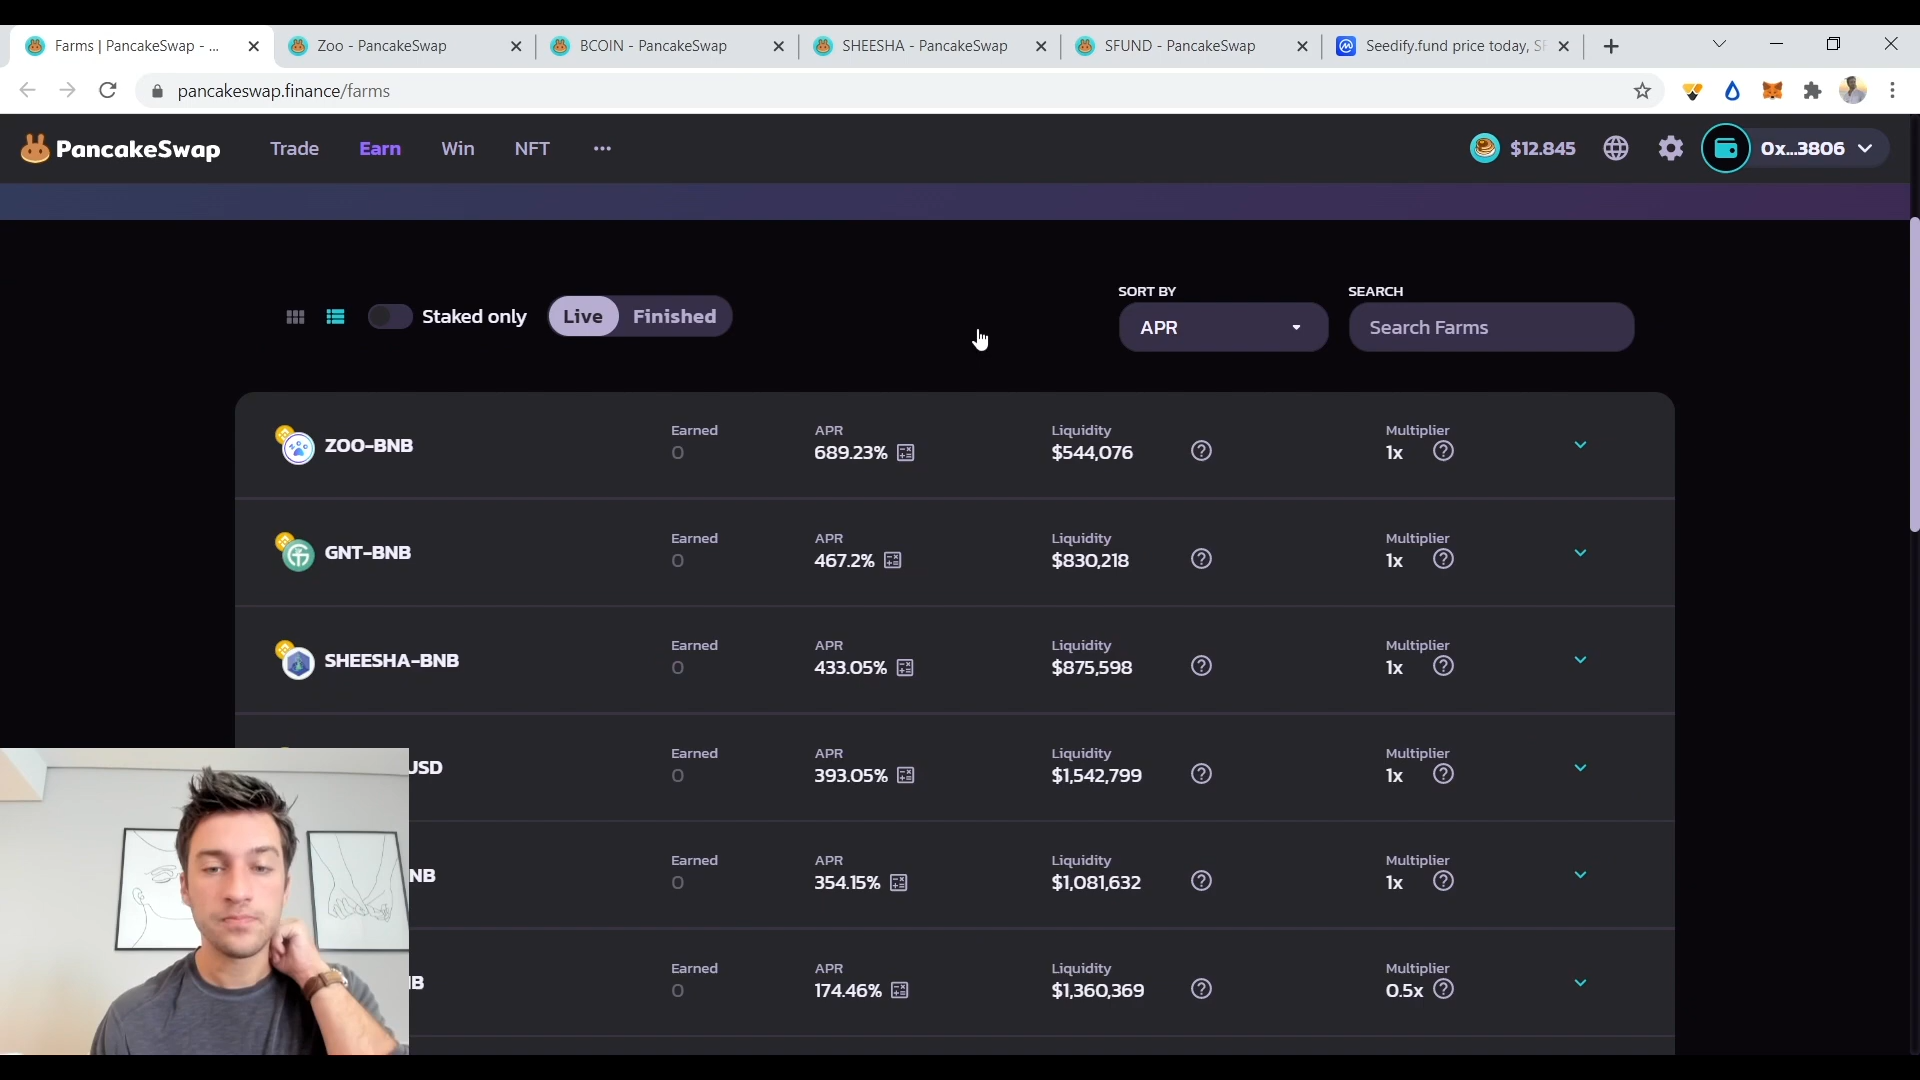 Farms | PancakeSwap - ...
Zoo - PancakeSwap
BCOIN - PancakeSwap
SHEESHA - PancakeSwap
SFUND - PancakeSwap
Seedify.fund price today, SF
pancakeswap.finance/farms
PancakeSwap
Trade
Earn
Win
NFT
$12.845
0x...3806
Staked only
Live
Finished
SORT BY
APR
SEARCH
Search Farms
ZOO-BNB
Earned
0
APR
689.23%
Liquidity
$544,076
Multiplier
1x
GNT-BNB
Earned
0
APR
467.2%
Liquidity
$830,218
Multiplier
1x
SHEESHA-BNB
Earned
0
APR
433.05%
Liquidity
$875,598
Multiplier
1x
USD
Earned
0
APR
393.05%
Liquidity
$1,542,799
Multiplier
1x
NB
Earned
0
APR
354.15%
Liquidity
$1,081,632
Multiplier
1x
IB
Earned
0
APR
174.46%
Liquidity
$1,360,369
Multiplier
0.5x